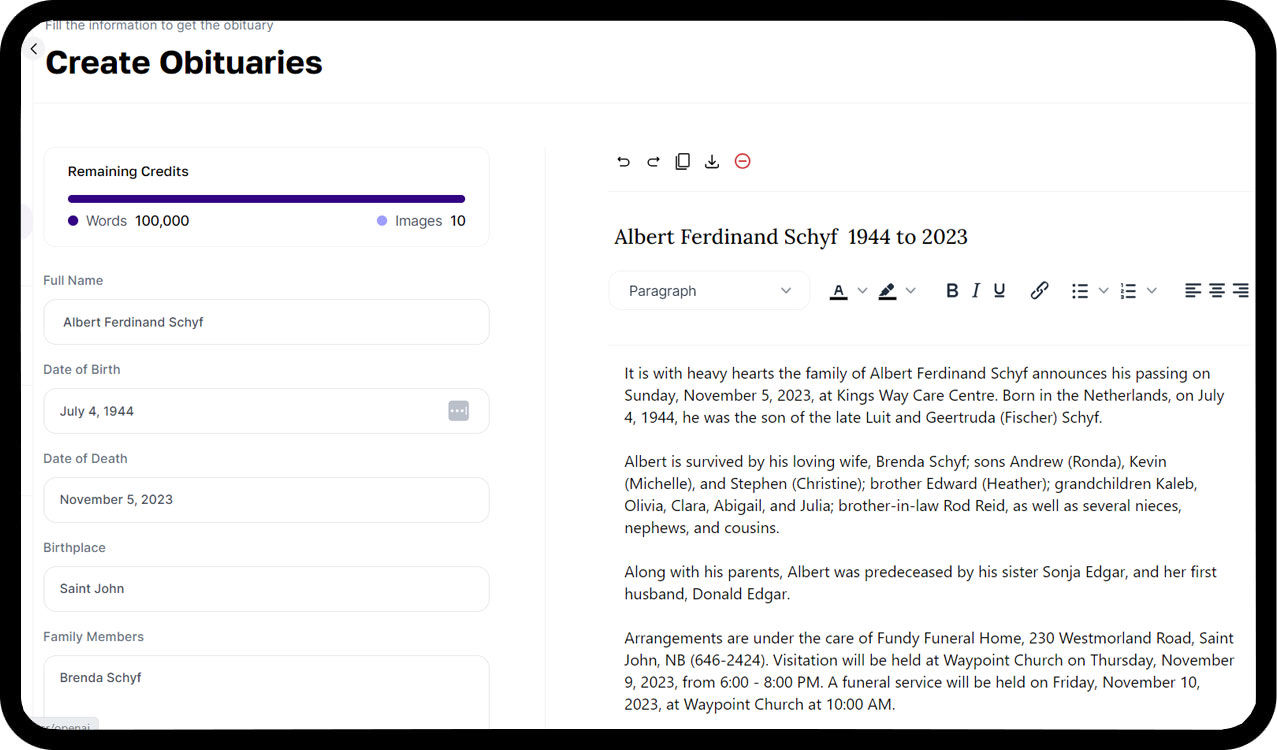 Fill the information to get the obituary
Create Obituaries
Remaining Credits
Words 100,000
Images 10
Full Name
Albert Ferdinand Schyf
Date of Birth
July 4, 1944
Date of Death
November 5, 2023
Birthplace
Saint John
Family Members
Brenda Schyf
/openai
Albert Ferdinand Schyf 1944 to 2023
Paragraph
A
B I U
It is with heavy hearts the family of Albert Ferdinand Schyf announces his passing on
Sunday, November 5, 2023, at Kings Way Care Centre. Born in the Netherlands, on July
4, 1944, he was the son of the late Luit and Geertruda (Fischer) Schyf.
Albert is survived by his loving wife, Brenda Schyf; sons Andrew (Ronda), Kevin
(Michelle), and Stephen (Christine); brother Edward (Heather); grandchildren Kaleb,
Olivia, Clara, Abigail, and Julia; brother-in-law Rod Reid, as well as several nieces,
nephews, and cousins.
Along with his parents, Albert was predeceased by his sister Sonja Edgar, and her first
husband, Donald Edgar.
Arrangements are under the care of Fundy Funeral Home, 230 Westmorland Road, Saint
John, NB (646-2424). Visitation will be held at Waypoint Church on Thursday, November
9, 2023, from 6:00 - 8:00 PM. A funeral service will be held on Friday, November 10,
2023, at Waypoint Church at 10:00 AM.